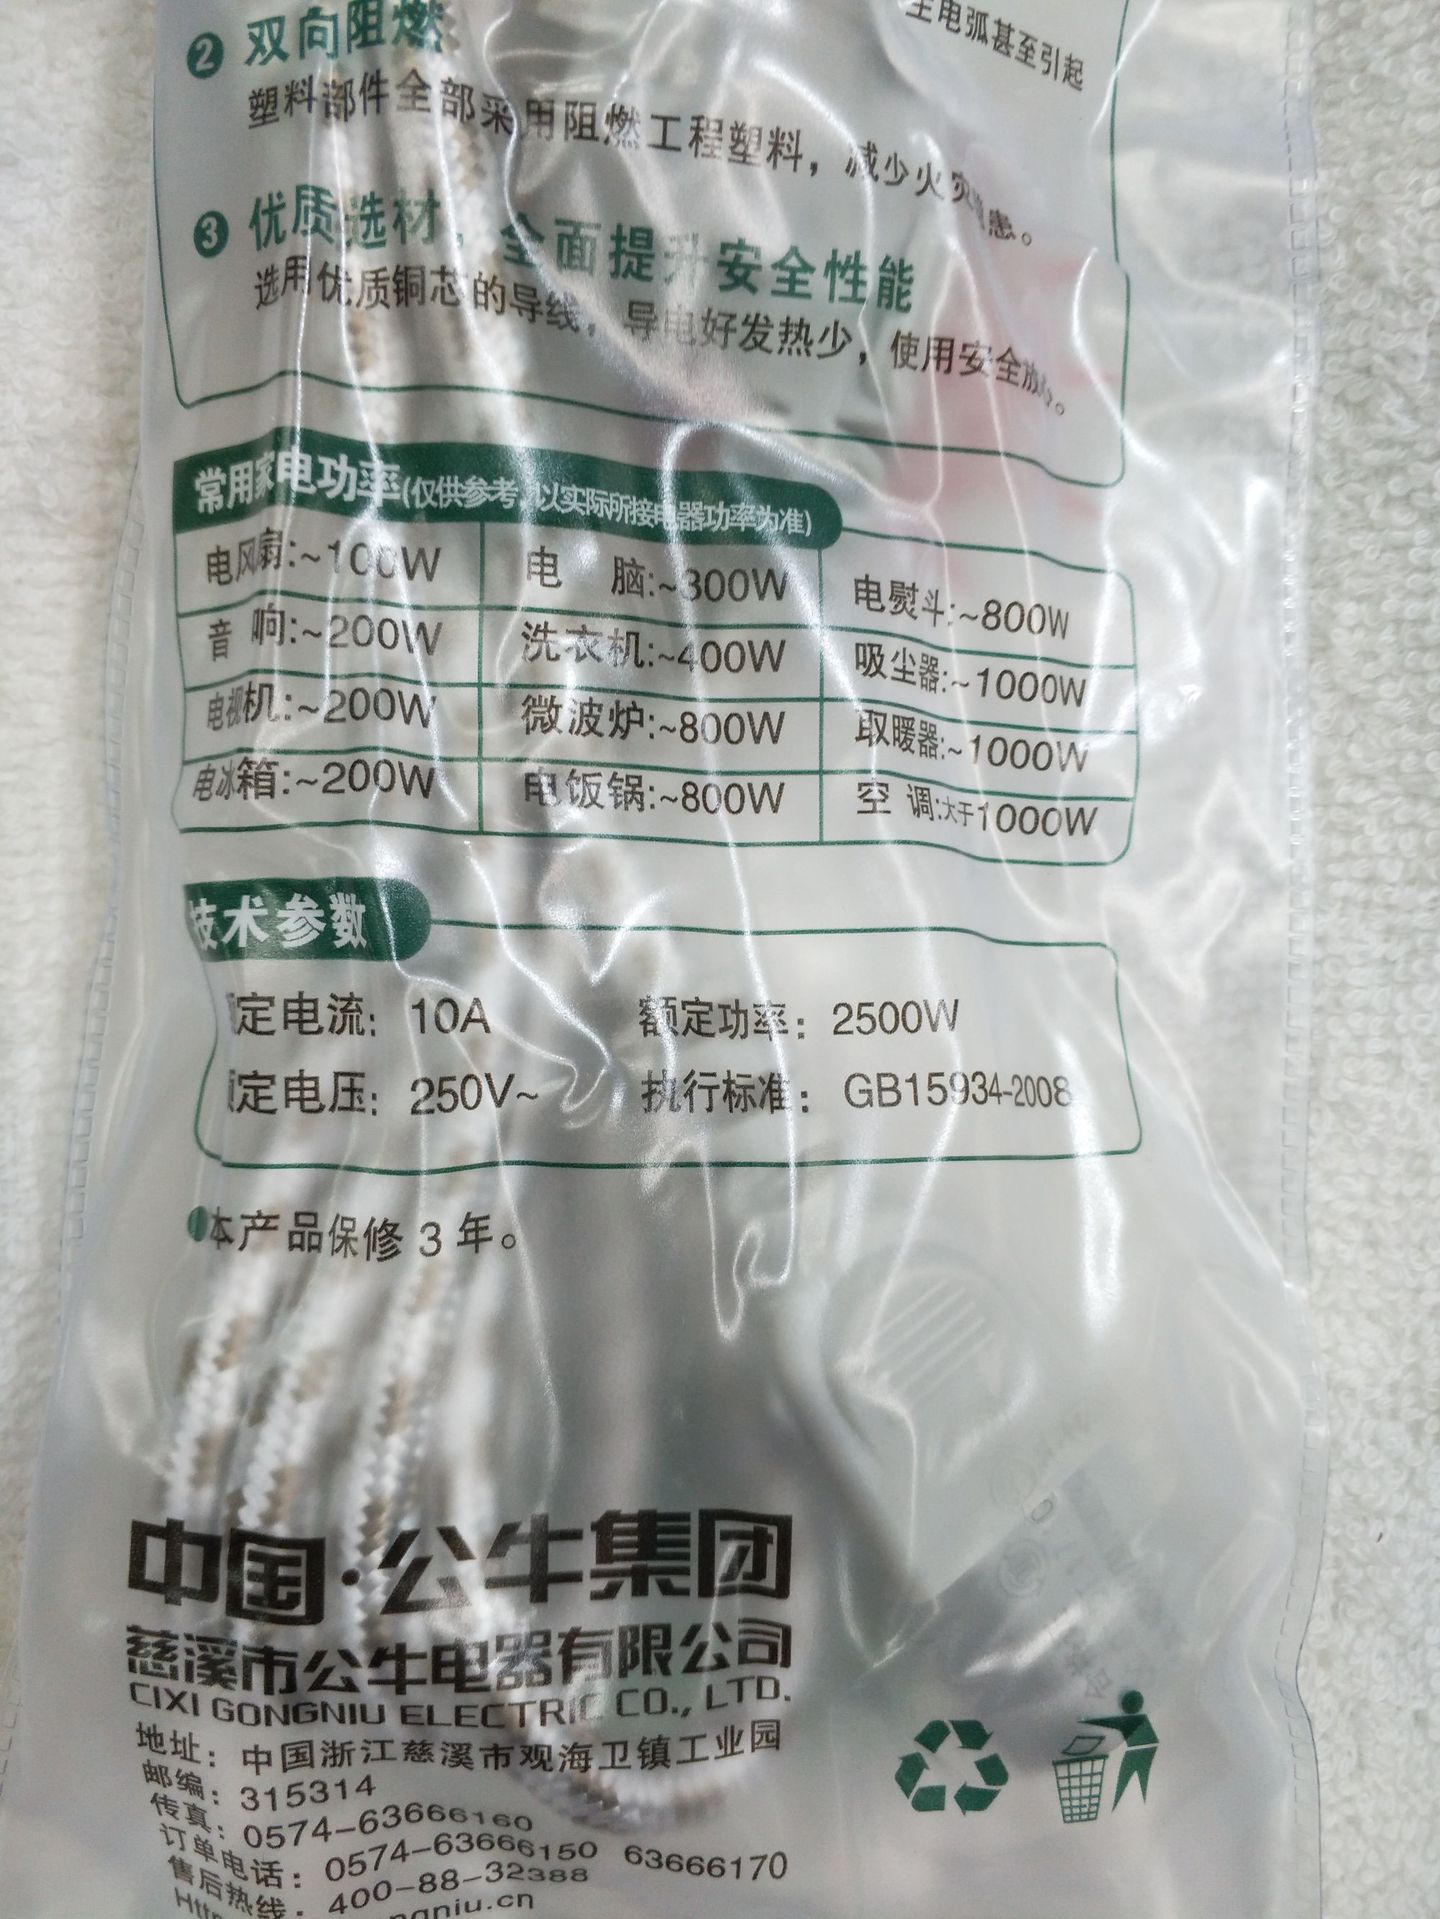 电弧甚至引起
2 双向阻燃
塑料部件全部采用阻燃工程塑料，减少火灾隐患。
3 优质选材，全面提升安全性能
选用优质铜芯的导线，导电好发热少，使用安全放心。
常用家电功率(仅供参考，以实际所接电器功率为准)
电风扇:~100W 电 脑:~300W 电熨斗:~800W
音 响:~200W 洗衣机:~400W 吸尘器:~1000W
电视机:~200W 微波炉:~800W 取暖器:~1000W
电冰箱:~200W 电饭锅:~800W 空 调:大于1000W
技术参数
额定电流: 10A 额定功率: 2500W
额定电压: 250V~ 执行标准: GB15934-2008
本产品保修 3 年。
中国·公牛集团
慈溪市公牛电器有限公司
CIXI GONGNIU ELECTRIC CO., LTD.
地址: 中国浙江慈溪市观海卫镇工业园
邮编: 315314
传真: 0574-63666160
订单电话: 0574-63666150 63666170
售后热线: 400-88-32388